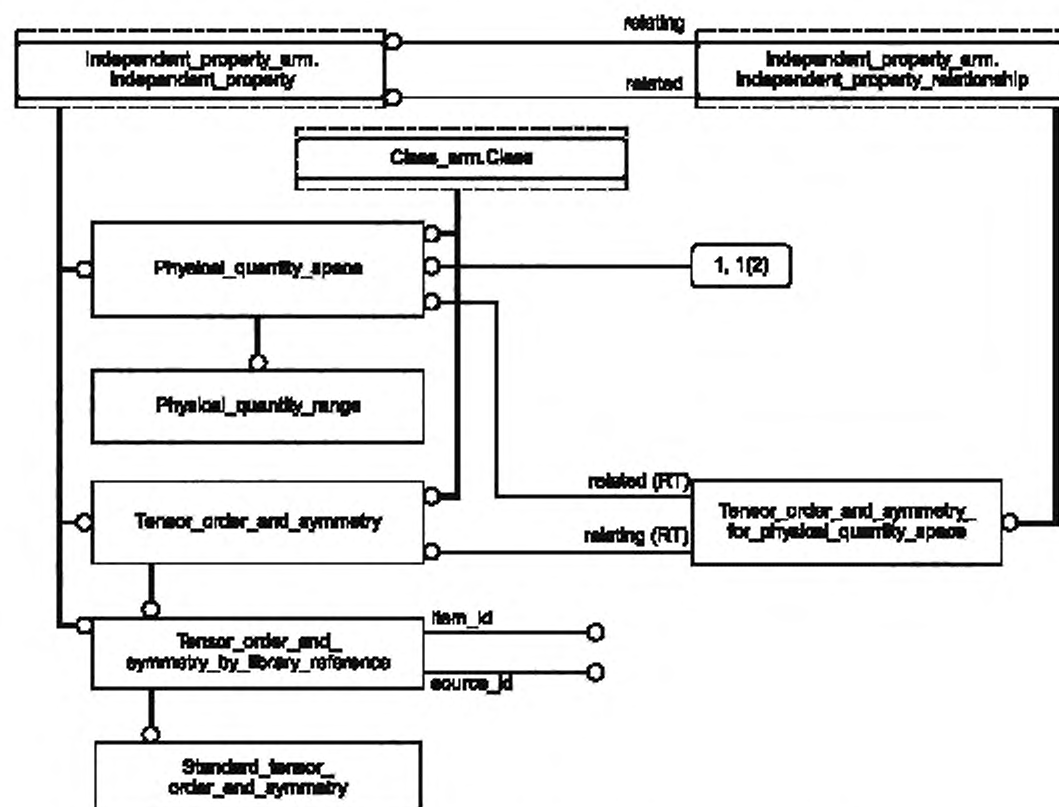 relating
Independent_property_arm.
Independent_property
Independent_property_arm.
Independent_property_relationship
related
Class_arm.Class
Physical_quantity_space
1, 1(2)
Physical_quantity_range
related (RT)
Tensor_order_and_symmetry
Tensor_order_and_symmetry_
for_physical_quantity_space
relating (RT)
item_id
Tensor_order_and_
symmetry_by_library_reference
source_id
Standard_tensor_
order_and_symmetry